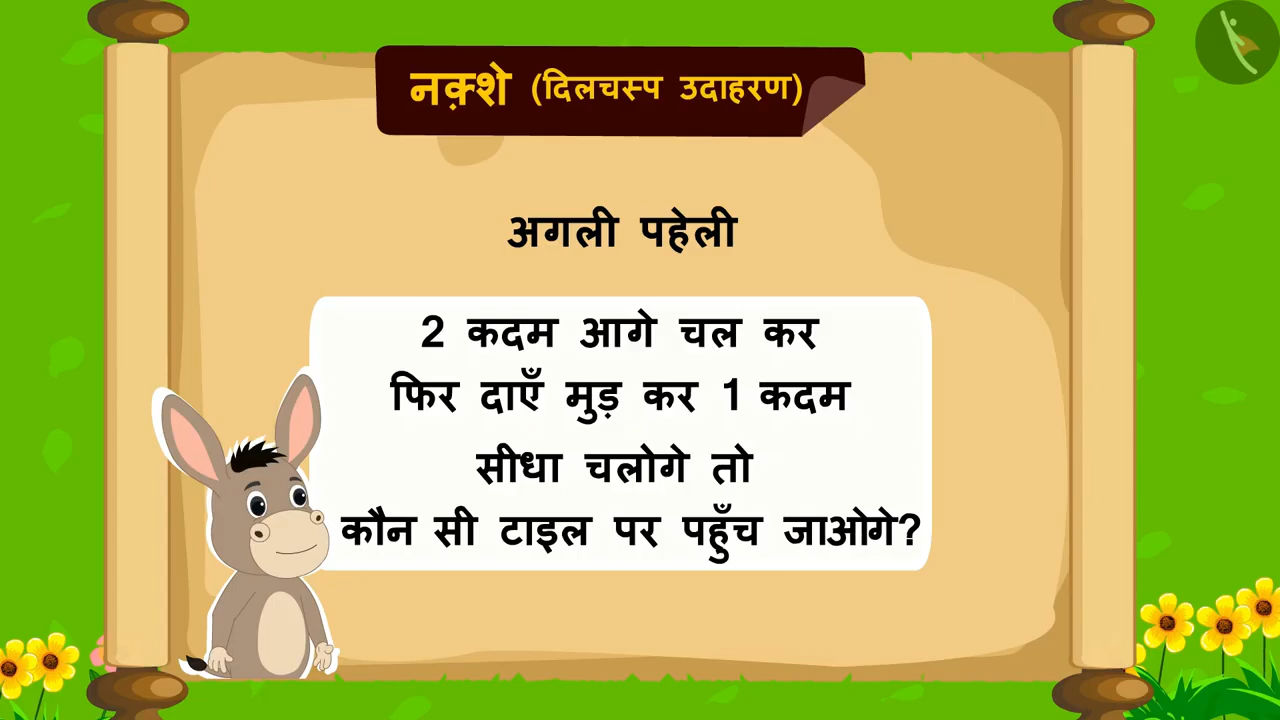 नक़्शे (दिलचस्प उदाहरण)
अगली पहेली
2 कदम आगे चल कर
फिर दाएँ मुड़ कर 1 कदम
सीधा चलोगे तो
कौन सी टाइल पर पहुँच जाओगे?